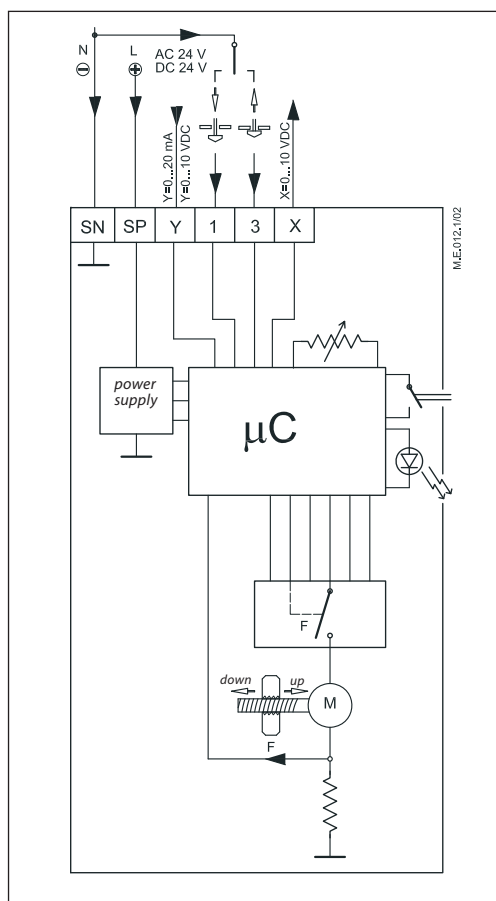 N
L
AC 24 V
DC 24 V
Y=0...20 mA
Y=0...10 VDC
X=0...10 VDC
M.E.012.1/02
SN SP Y 1 3 X
power
supply
μC
F
down up
M
F